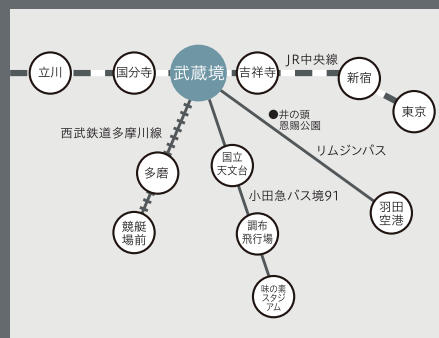 JR中央線
立川
国分寺
武蔵境
吉祥寺
新宿
東京
井の頭
恩賜公園
西武鉄道多摩川線
リムジンバス
多磨
国立
天文台
小田急バス境91
羽田
空港
競艇
場前
調布
飛行場
味の素
スタジ
アム